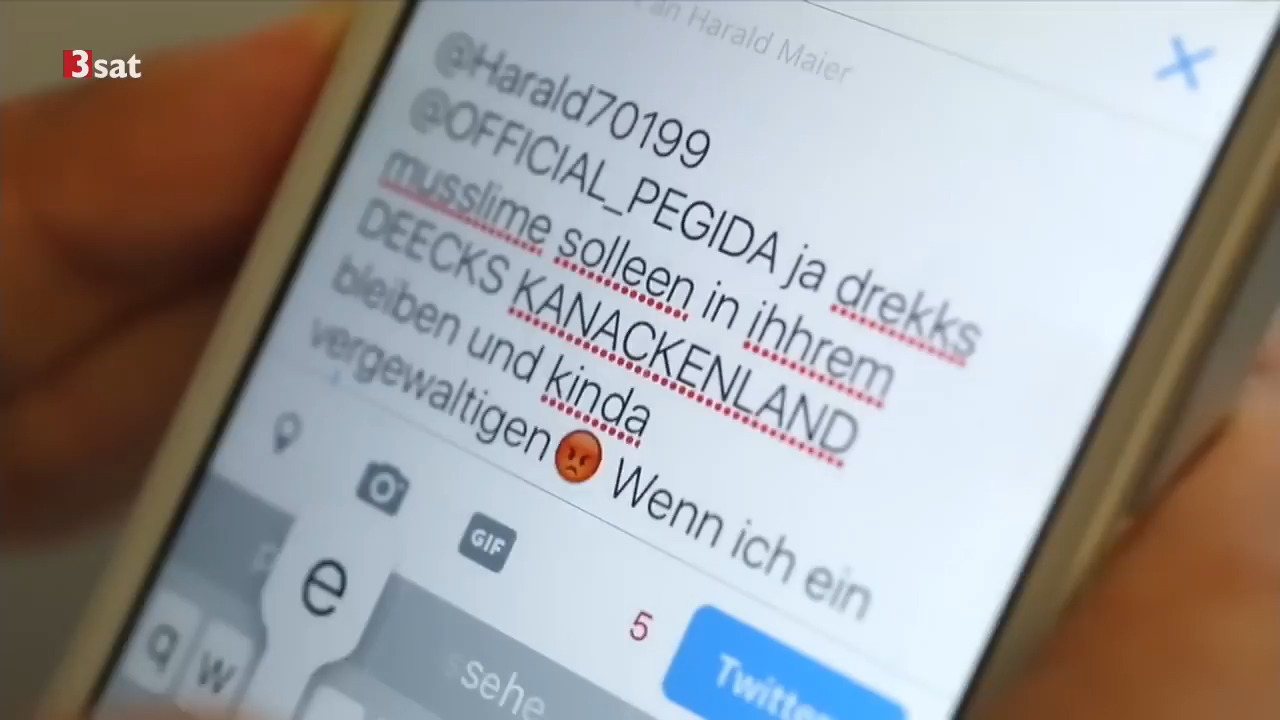 3sat
an Harald Maier
@Harald70199
@OFFICIAL_PEGIDA ja drekks
musslime solleen in ihhrem
DEECKS KANACKENLAND
bleiben und kinda
vergewaltigen😡 Wenn ich ein
GIF
e
5
q w
sehe